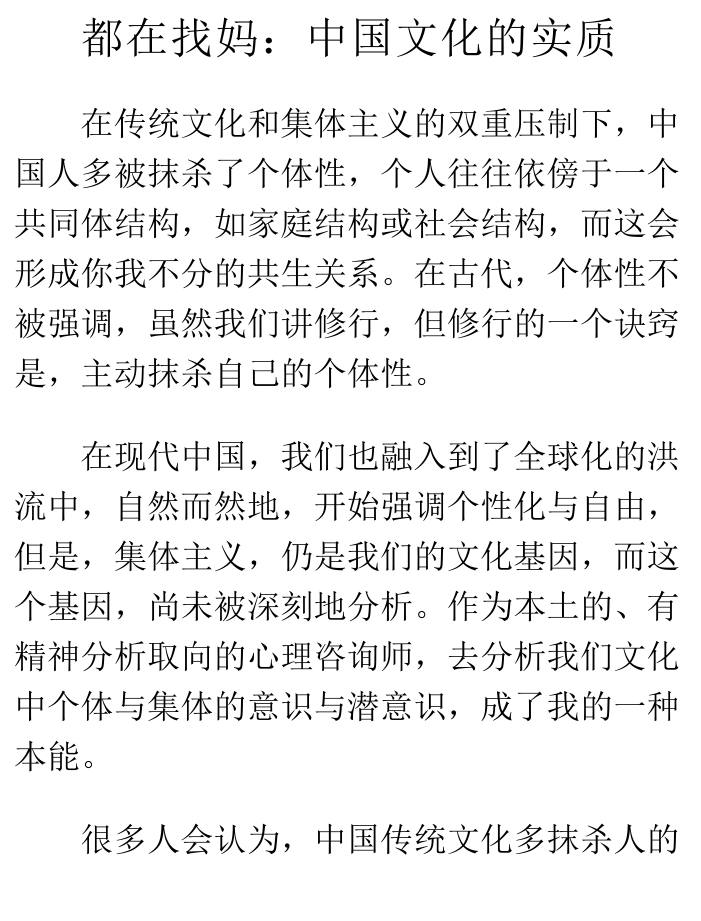 都在找妈：中国文化的实质
在传统文化和集体主义的双重压制下，中
国人多被抹杀了个体性，个人往往依傍于一个
共同体结构，如家庭结构或社会结构，而这会
形成你我不分的共生关系。在古代，个体性不
被强调，虽然我们讲修行，但修行的一个诀窍
是，主动抹杀自己的个体性。
在现代中国，我们也融入到了全球化的洪
流中，自然而然地，开始强调个性化与自由，
但是，集体主义，仍是我们的文化基因，而这
个基因，尚未被深刻地分析。作为本土的、有
精神分析取向的心理咨询师，去分析我们文化
中个体与集体的意识与潜意识，成了我的一种
本能。
很多人会认为，中国传统文化多抹杀人的